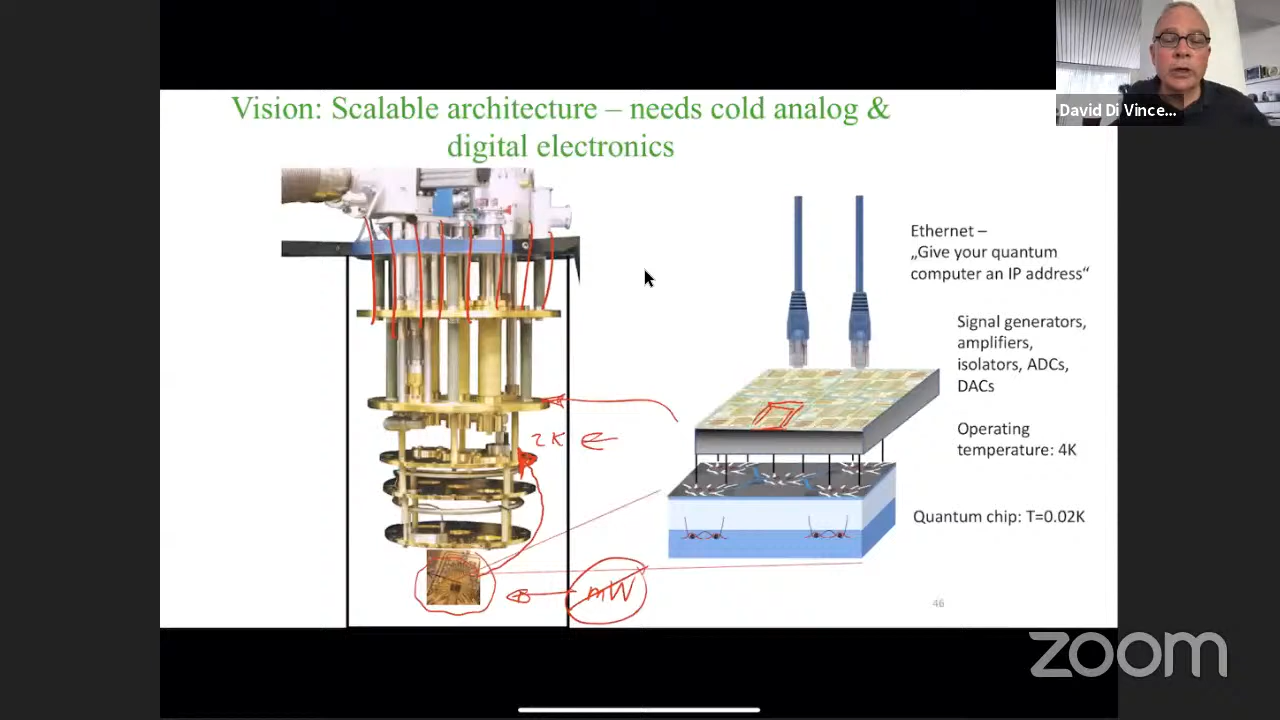 David Di Vince...
Vision: Scalable architecture – needs cold analog &
digital electronics
Ethernet –
„Give your quantum
computer an IP address“
Signal generators,
amplifiers,
isolators, ADCs,
DACs
Operating
temperature: 4K
2K
Quantum chip: T=0.02K
mW
46
zoom